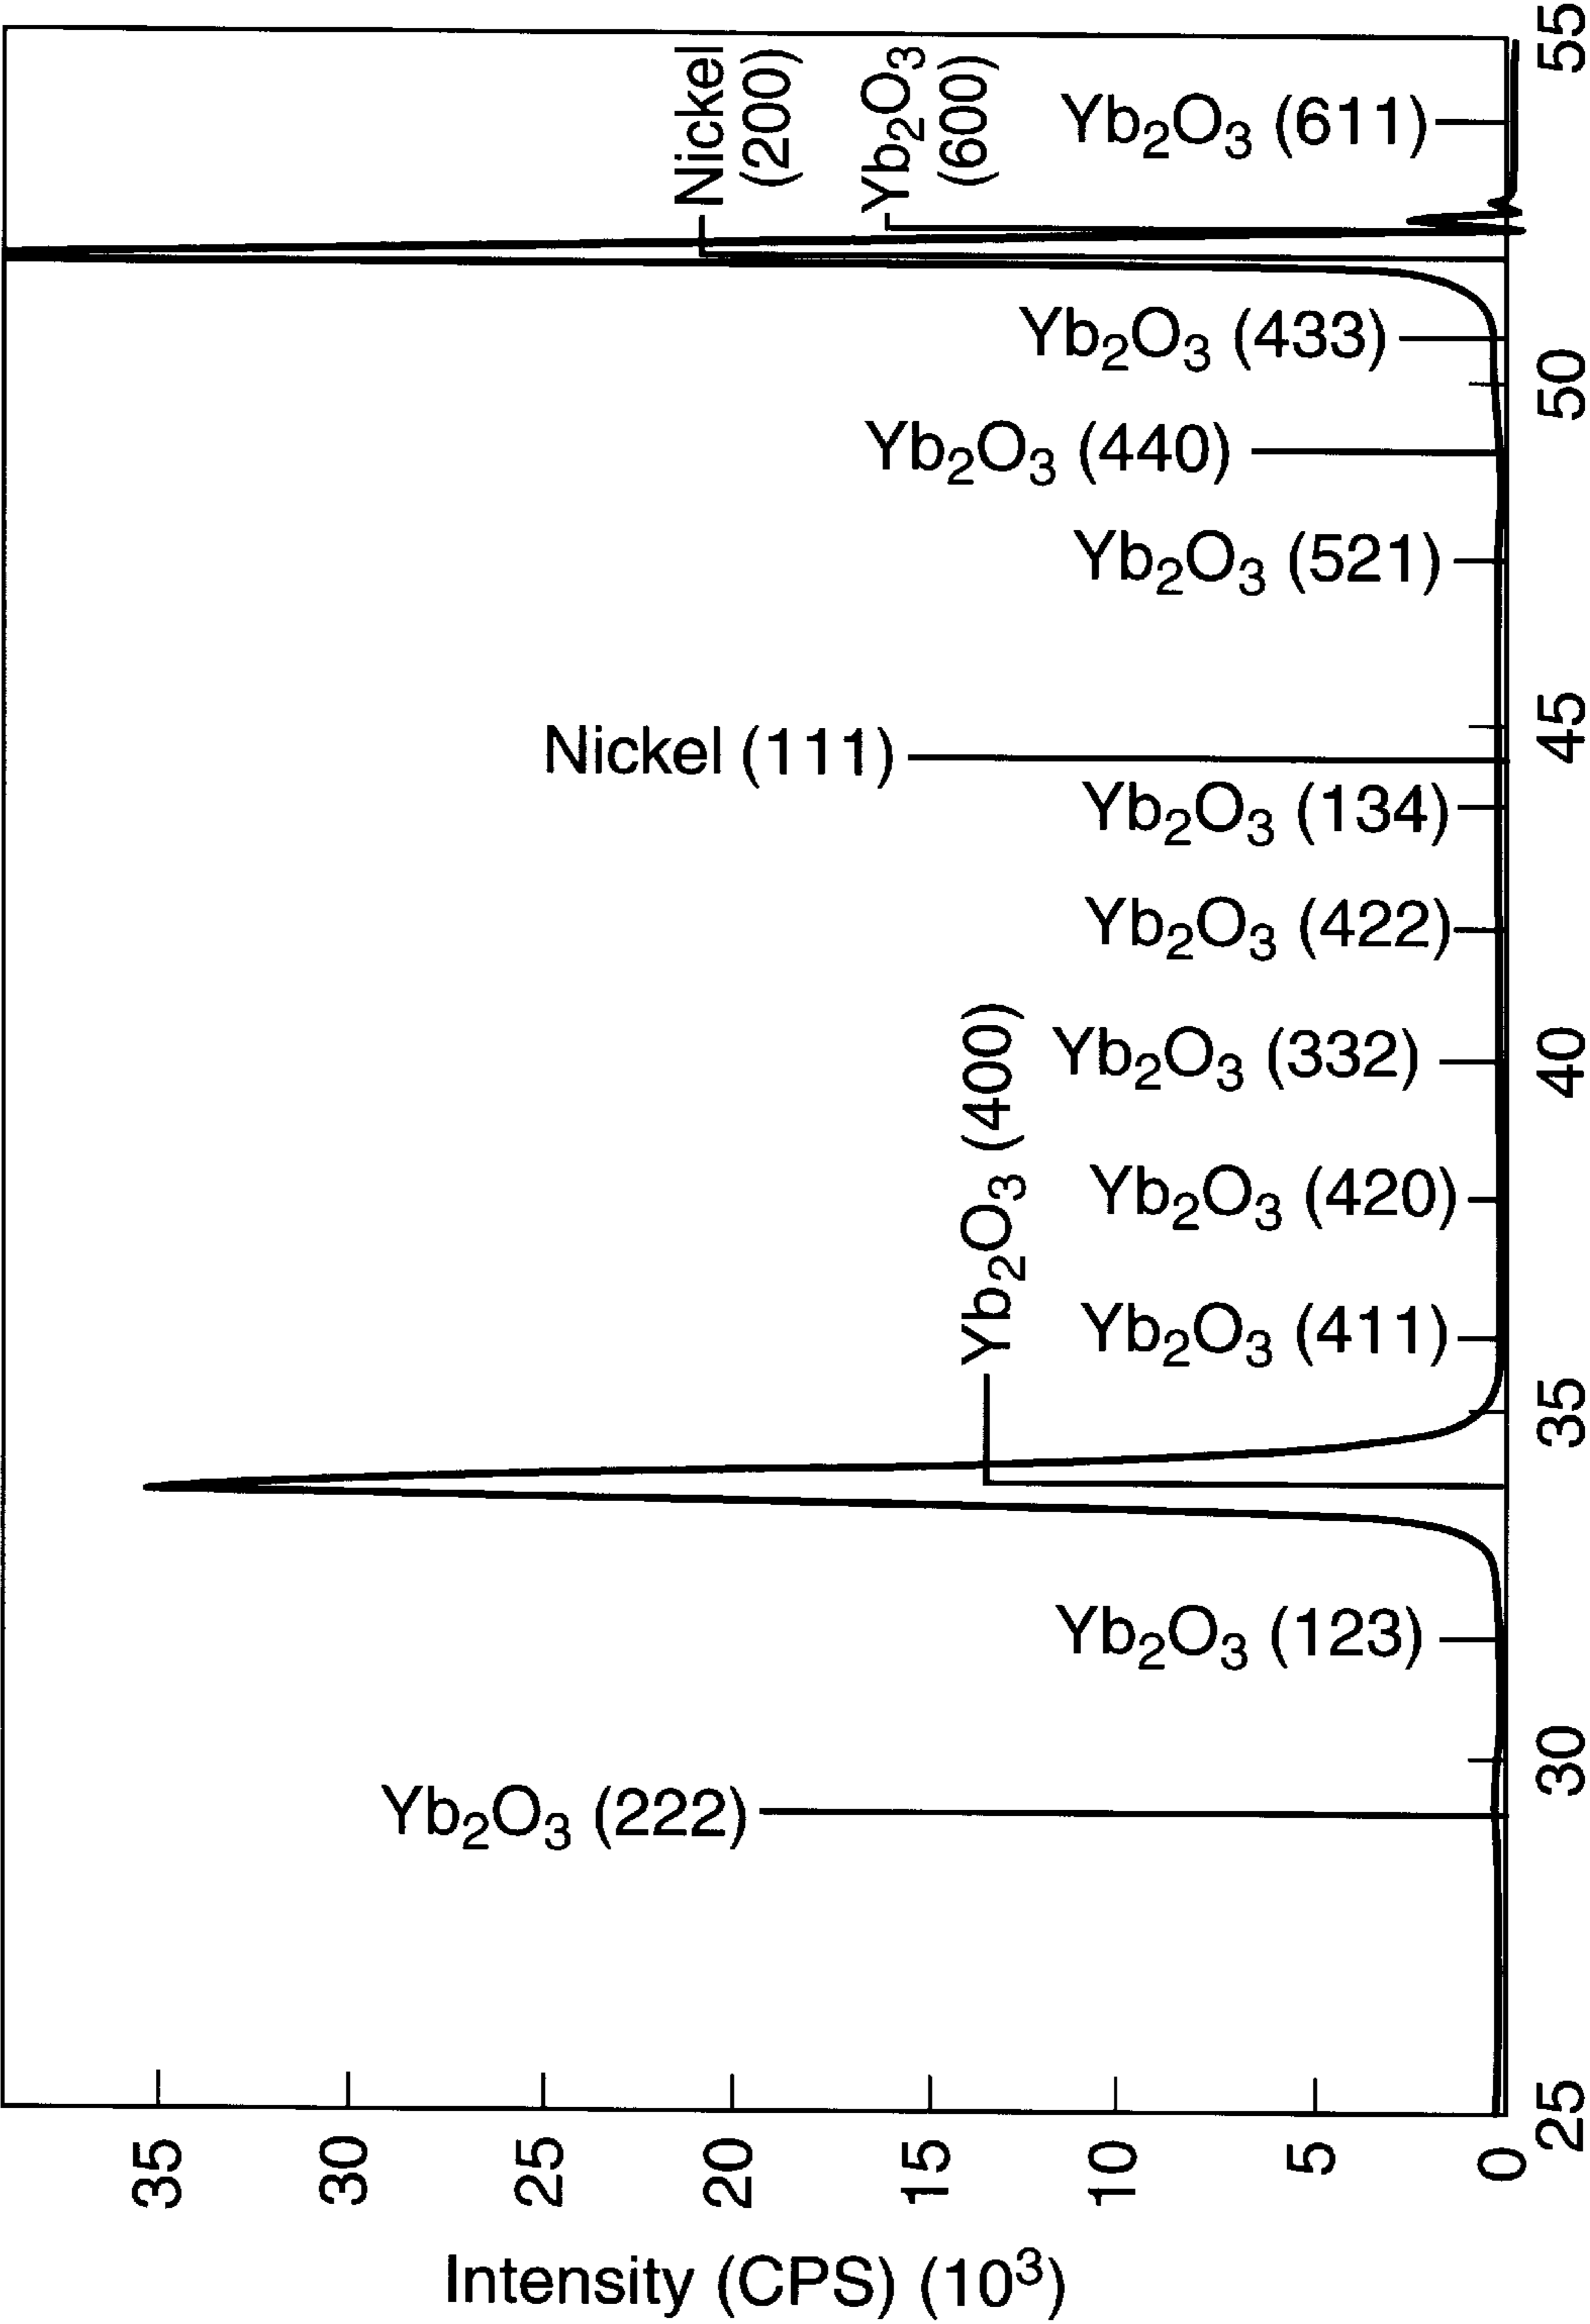 Intensity (CPS) (10³)
35
30
25
20
15
10
5
0
25
30
35
40
45
50
55
Yb₂O₃ (222)
Yb₂O₃ (123)
Yb₂O₃ (400)
Yb₂O₃ (411)
Yb₂O₃ (420)
Yb₂O₃ (332)
Yb₂O₃ (422)
Yb₂O₃ (134)
Nickel (111)
Yb₂O₃ (521)
Yb₂O₃ (440)
Yb₂O₃ (433)
Nickel
(200)
Yb₂O₃
(600)
Yb₂O₃ (611)